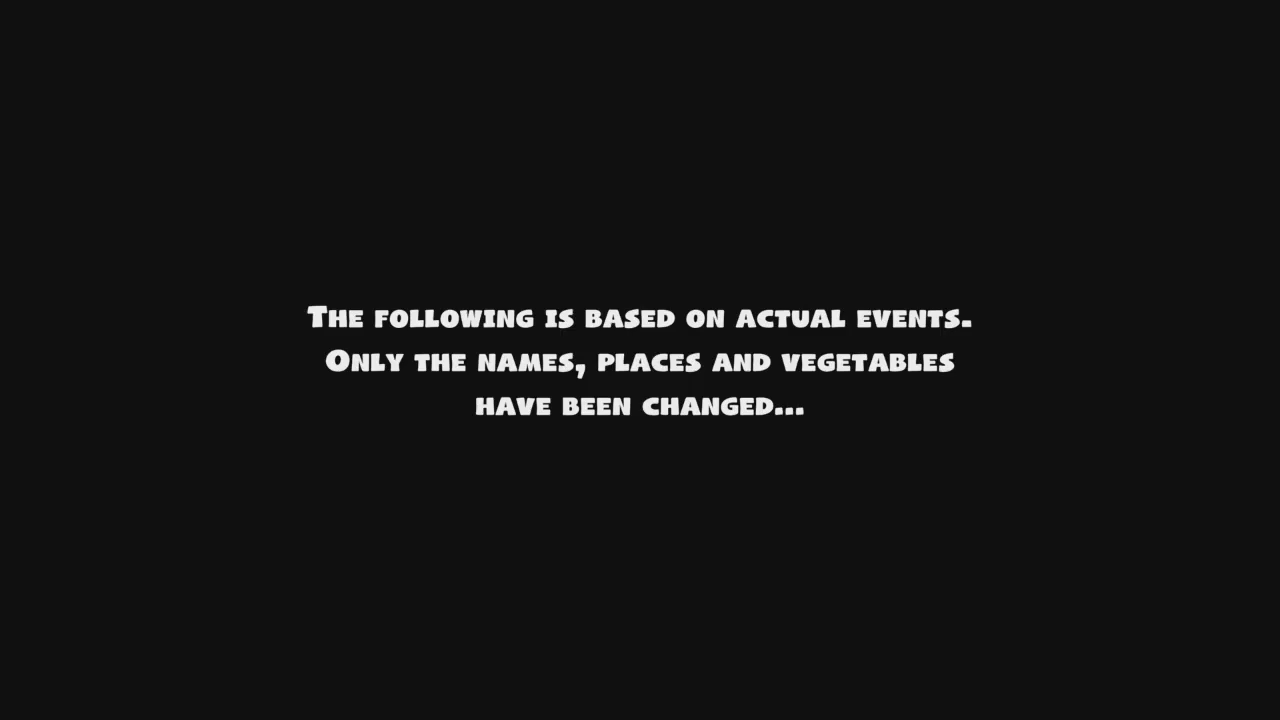 The following is based on actual events.
Only the names, places and vegetables
have been changed...